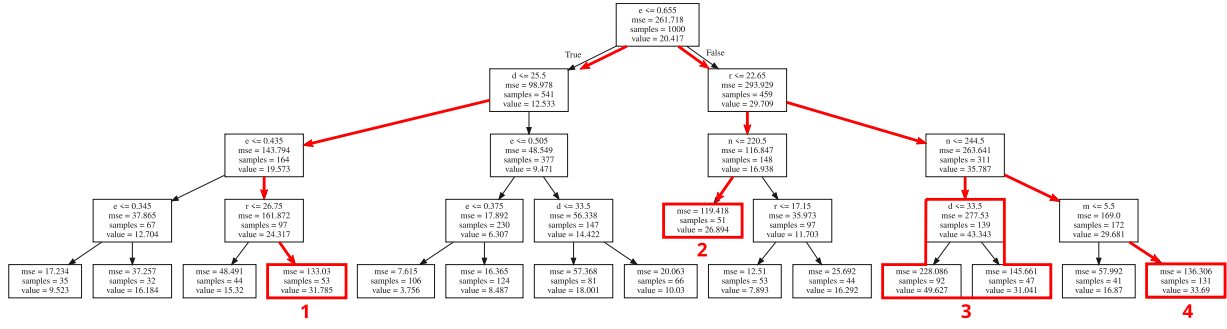 e <= 0.655
mse = 261.718
samples = 1000
value = 20.417
True
False
d <= 25.5
mse = 98.978
samples = 541
value = 12.533
r <= 22.65
mse = 293.929
samples = 459
value = 29.709
e <= 0.435
mse = 143.794
samples = 164
value = 19.573
e <= 0.505
mse = 48.549
samples = 377
value = 9.471
n <= 220.5
mse = 116.847
samples = 148
value = 16.938
n <= 244.5
mse = 263.641
samples = 311
value = 35.787
e <= 0.345
mse = 37.865
samples = 67
value = 12.704
r <= 26.75
mse = 161.872
samples = 97
value = 24.317
e <= 0.375
mse = 17.892
samples = 230
value = 6.307
d <= 33.5
mse = 56.338
samples = 147
value = 14.422
mse = 119.418
samples = 51
value = 26.894
2
r <= 17.15
mse = 35.973
samples = 97
value = 11.703
d <= 33.5
mse = 277.53
samples = 139
value = 43.343
m <= 5.5
mse = 169.0
samples = 172
value = 29.681
mse = 17.234
samples = 35
value = 9.523
mse = 37.257
samples = 32
value = 16.184
mse = 48.491
samples = 44
value = 15.32
mse = 133.03
samples = 53
value = 31.785
mse = 7.615
samples = 106
value = 3.756
mse = 16.365
samples = 124
value = 8.487
mse = 57.368
samples = 81
value = 18.001
mse = 20.063
samples = 66
value = 10.03
mse = 12.51
samples = 53
value = 7.893
mse = 25.692
samples = 44
value = 16.292
mse = 228.086
samples = 92
value = 49.627
mse = 145.661
samples = 47
value = 31.041
mse = 57.992
samples = 41
value = 16.87
mse = 136.306
samples = 131
value = 33.69
1
3
4